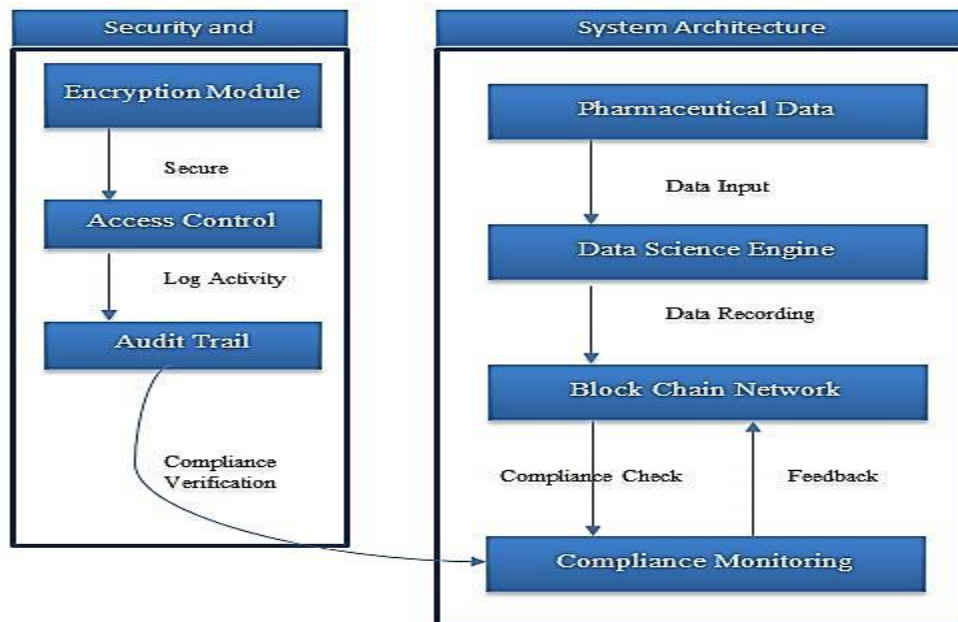 Security and
Encryption Module
Secure
Access Control
Log Activity
Audit Trail
Compliance
Verification
System Architecture
Pharmaceutical Data
Data Input
Data Science Engine
Data Recording
Block Chain Network
Compliance Check
Feedback
Compliance Monitoring